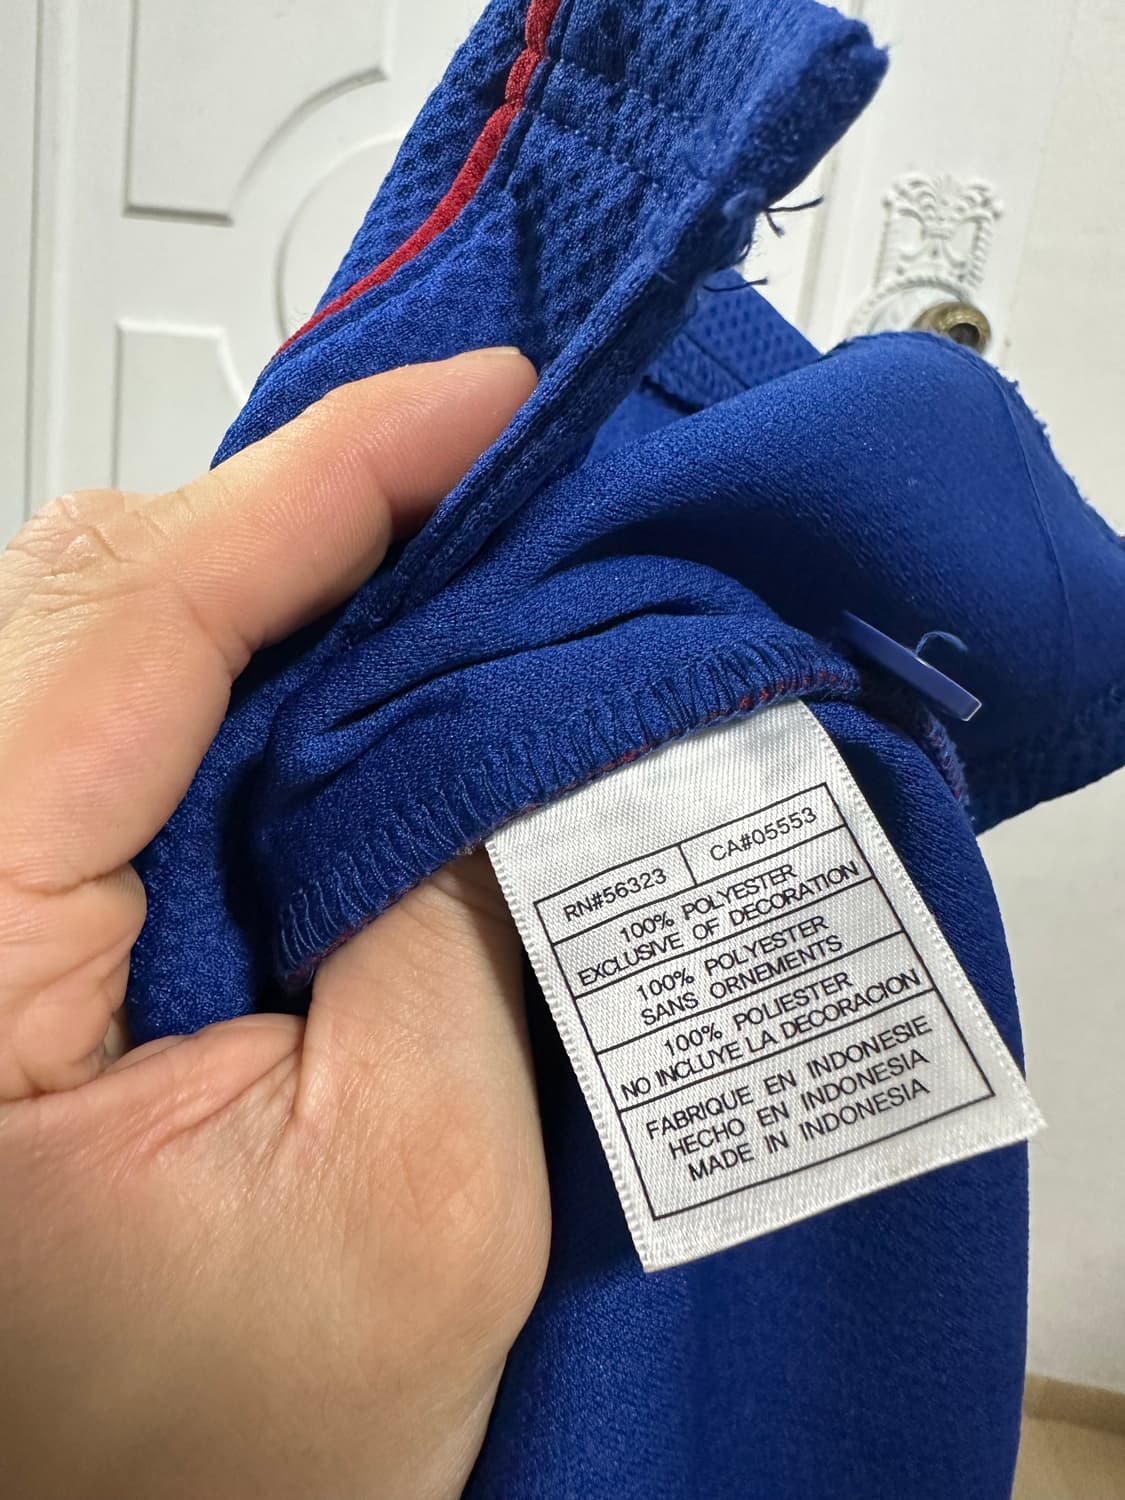 RN#56323 CA#05553
100% POLYESTER
EXCLUSIVE OF DECORATION
100% POLYESTER
SANS ORNEMENTS
100% POLIESTER
NO INCLUYE LA DECORACION
FABRIQUE EN INDONESIE
HECHO EN INDONESIA
MADE IN INDONESIA